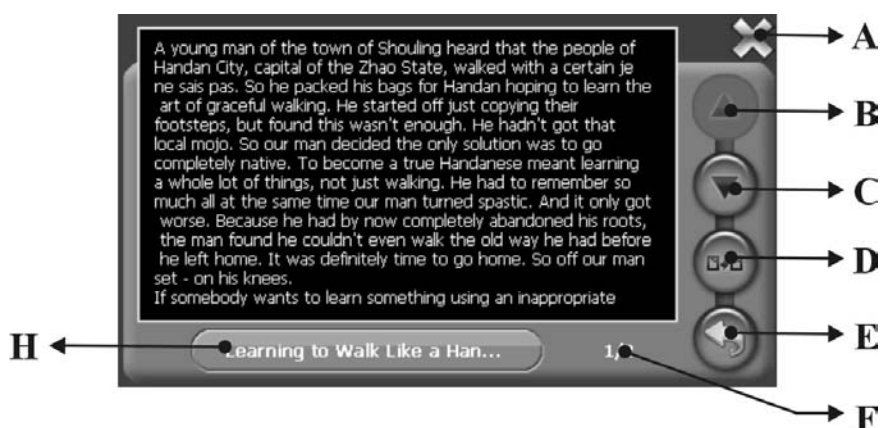 A young man of the town of Shouling heard that the people of
Handan City, capital of the Zhao State, walked with a certain je
ne sais pas. So he packed his bags for Handan hoping to learn the
art of graceful walking. He started off just copying their
footsteps, but found this wasn't enough. He hadn't got that
local mojo. So our man decided the only solution was to go
completely native. To become a true Handanese meant learning
a whole lot of things, not just walking. He had to remember so
much all at the same time our man turned spastic. And it only got
worse. Because he had by now completely abandoned his roots,
the man found he couldn't even walk the old way he had before
he left home. It was definitely time to go home. So off our man
set - on his knees.
If somebody wants to learn something using an inappropriate
Learning to Walk Like a Han...
1/
A
B
C
D
E
F
H